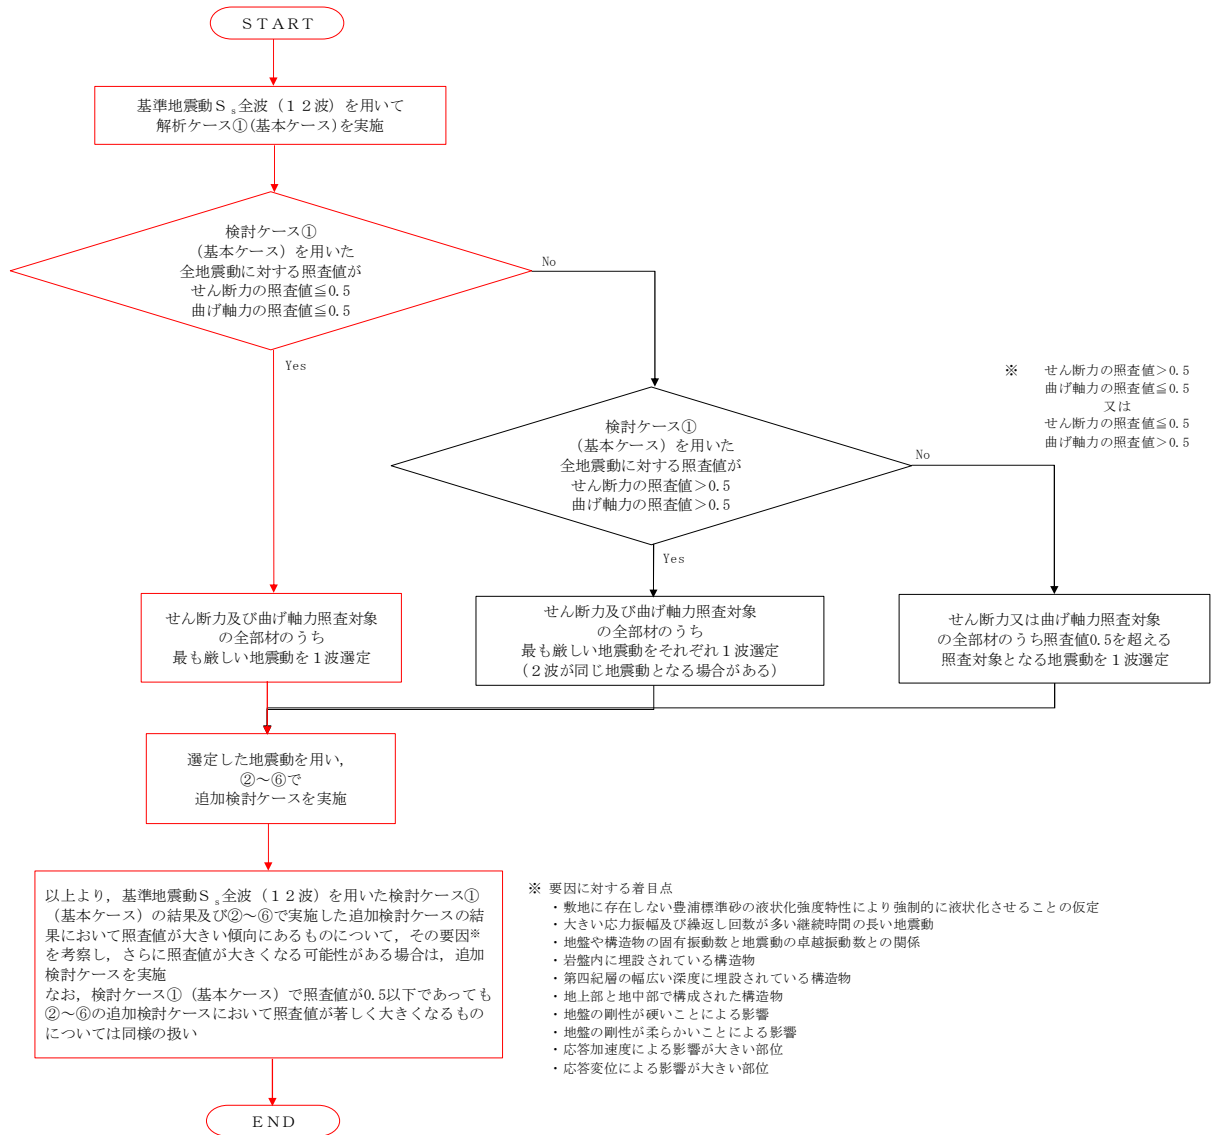 ＳＴＡＲＴ
基準地震動Ｓｓ全波（１２波）を用いて
解析ケース①(基本ケース)を実施
検討ケース①
（基本ケース）を用いた
全地震動に対する照査値が
せん断力の照査値≦0.5
曲げ軸力の照査値≦0.5
No
Yes
※　せん断力の照査値＞0.5
曲げ軸力の照査値≦0.5
又は
せん断力の照査値≦0.5
曲げ軸力の照査値＞0.5
検討ケース①
（基本ケース）を用いた
全地震動に対する照査値が
せん断力の照査値＞0.5
曲げ軸力の照査値＞0.5
No
Yes
せん断力及び曲げ軸力照査対象
の全部材のうち
最も厳しい地震動を１波選定
せん断力及び曲げ軸力照査対象
の全部材のうち
最も厳しい地震動をそれぞれ１波選定
（２波が同じ地震動となる場合がある）
せん断力又は曲げ軸力照査対象
の全部材のうち照査値0.5を超える
照査対象となる地震動を１波選定
選定した地震動を用い，
②～⑥で
追加検討ケースを実施
以上より，基準地震動Ｓｓ全波（１２波）を用いた検討ケース①
（基本ケース）の結果及び②～⑥で実施した追加検討ケースの結
果において照査値が大きい傾向にあるものについて，その要因※
を考察し，さらに照査値が大きくなる可能性がある場合は，追加
検討ケースを実施
なお，検討ケース①（基本ケース）で照査値が0.5以下であっても
②～⑥の追加検討ケースにおいて照査値が著しく大きくなるもの
については同様の扱い
※ 要因に対する着目点
・敷地に存在しない豊浦標準砂の液状化強度特性により強制的に液状化させることの仮定
・大きい応力振幅及び繰返し回数が多い継続時間の長い地震動
・地盤や構造物の固有振動数と地震動の卓越振動数との関係
・岩盤内に埋設されている構造物
・第四紀層の幅広い深度に埋設されている構造物
・地上部と地中部で構成された構造物
・地盤の剛性が硬いことによる影響
・地盤の剛性が柔らかいことによる影響
・応答加速度による影響が大きい部位
・応答変位による影響が大きい部位
ＥＮＤ